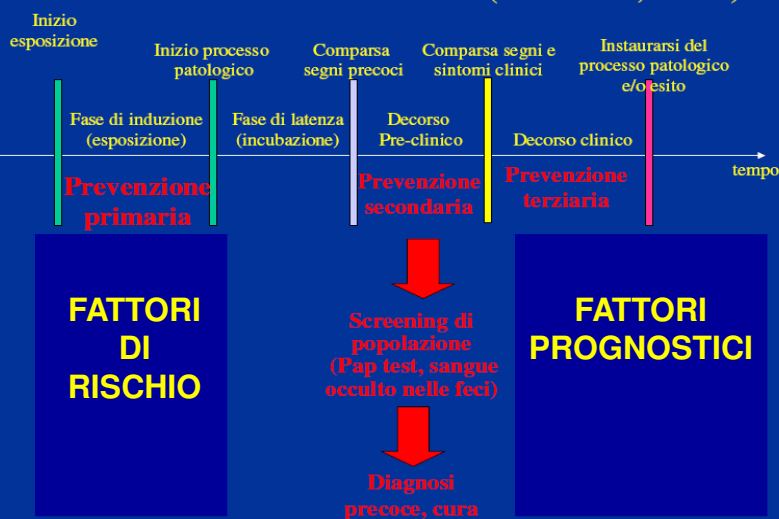 Inizio
esposizione
Inizio processo
patologico
Comparsa
segni precoci
Comparsa segni e
sintomi clinici
Instaurarsi del
processo patologico
e/o esito
Fase di induzione
(esposizione)
Fase di latenza
(incubazione)
Decorso
Pre-clinico
Decorso clinico
tempo
Prevenzione
primaria
Prevenzione
secondaria
Prevenzione
terziaria
FATTORI
DI
RISCHIO
Screening di
popolazione
(Pap test, sangue
occulto nelle feci)
Diagnosi
precoce, cura
FATTORI
PROGNOSTICI